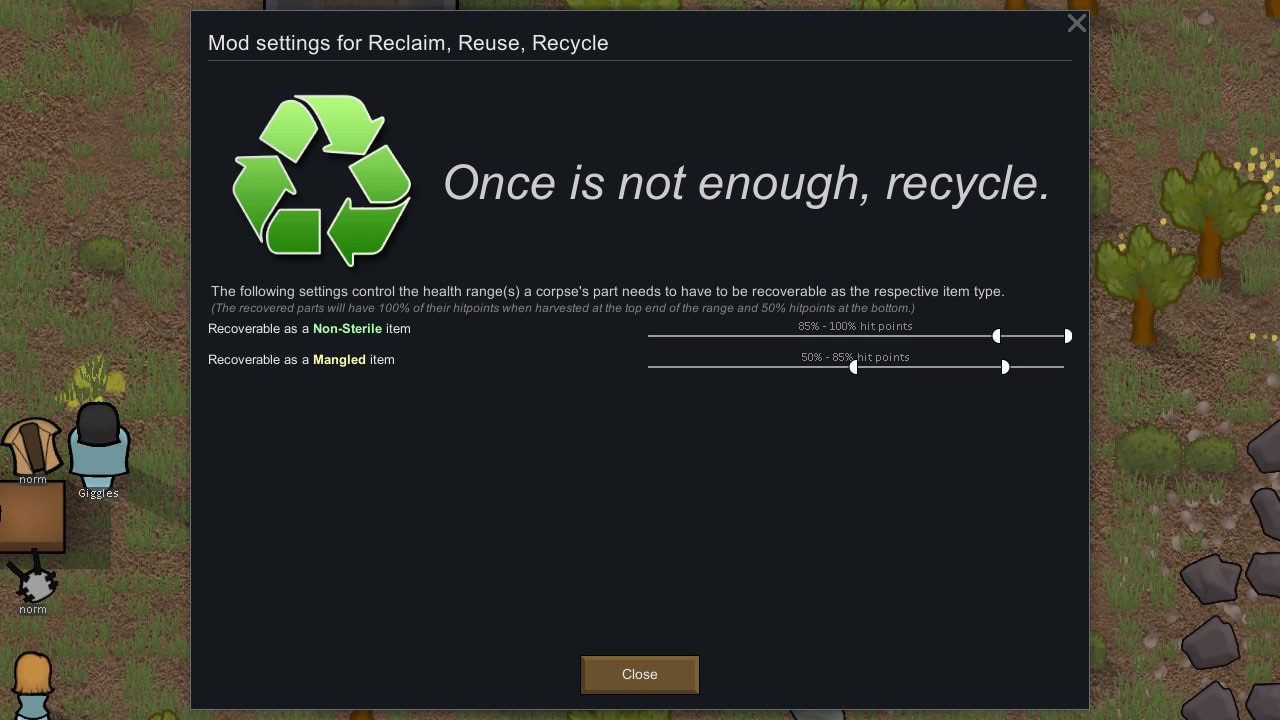 Mod settings for Reclaim, Reuse, Recycle
Once is not enough, recycle.
The following settings control the health range(s) a corpse's part needs to have to be recoverable as the respective item type.
(The recovered parts will have 100% of their hitpoints when harvested at the top end of the range and 50% hitpoints at the bottom.)
Recoverable as a Non-Sterile item
85% - 100% hit points
Recoverable as a Mangled item
50% - 85% hit points
norm
Giggles
norm
Close